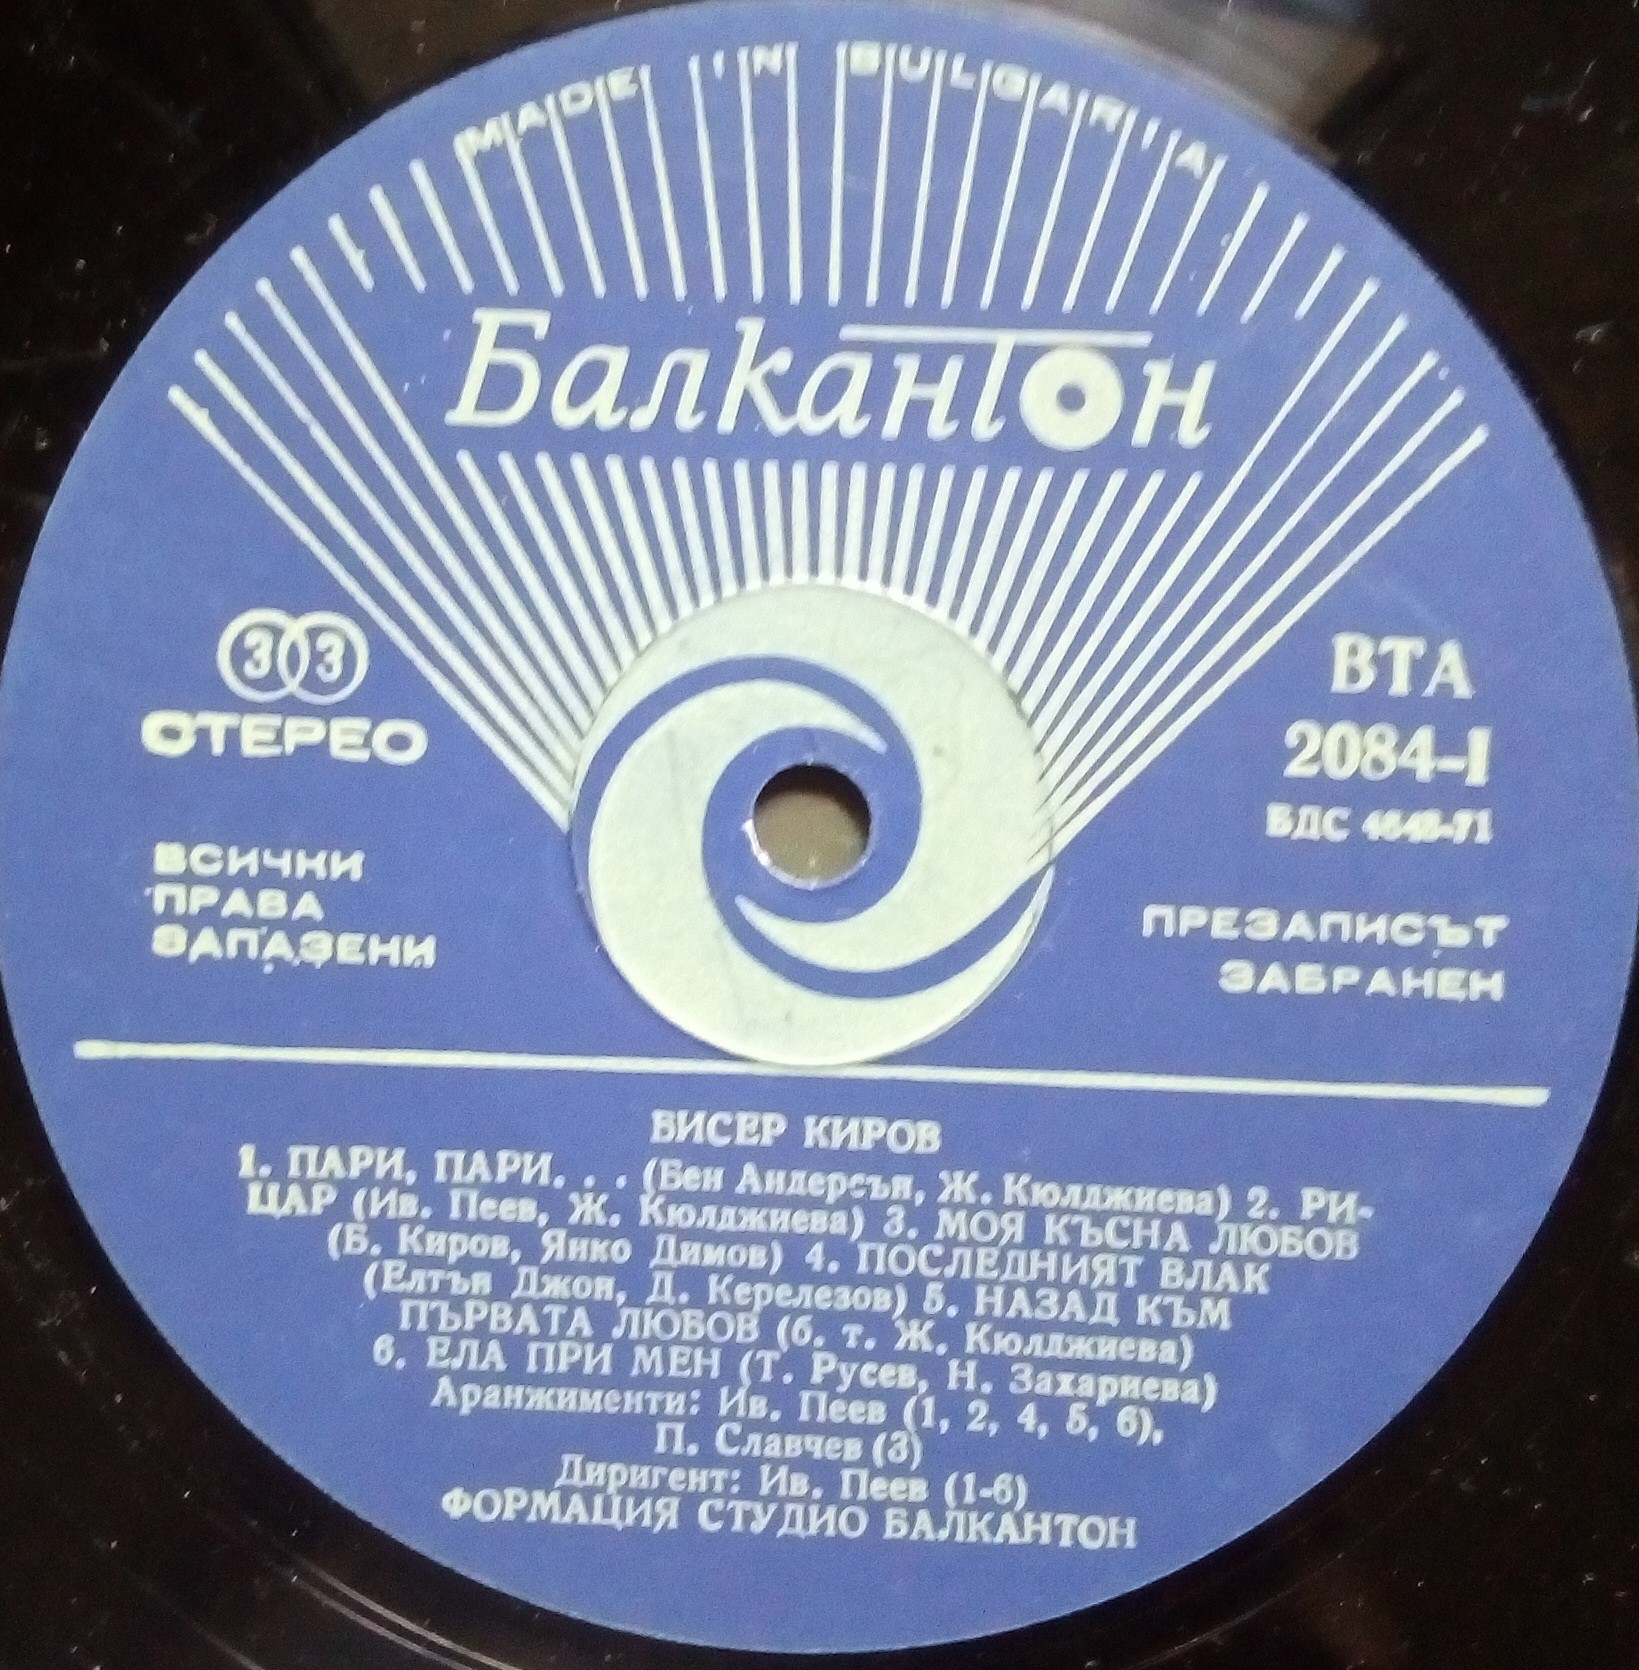 MADE IN BULGARIA
Балкантон
33
СТЕРЕО
ВСИЧКИ
ПРАВА
ЗАПАЗЕНИ
ВТА
2084-I
БДС
ПРЕЗАПИСЪТ
ЗАБРАНЕН
БИСЕР КИРОВ
1. ПАРИ, ПАРИ. . . (Бен Андерсън, Ж. Кюлджиева) 2. РИ-
ЦАР (Ив. Пеев, Ж. Кюлджиева) 3. МОЯ КЪСНА ЛЮБОВ
(Б. Киров, Янко Димов) 4. ПОСЛЕДНИЯТ ВЛАК
(Елтън Джон, Д. Керелезов) 5. НАЗАД КЪМ
ПЪРВАТА ЛЮБОВ (б. т. Ж. Кюлджиева)
6. ЕЛА ПРИ МЕН (Т. Русев, Н. Захариева)
Аранжименти: Ив. Пеев (1, 2, 4, 5, 6),
П. Славчев (3)
Диригент: Ив. Пеев (1-6)
ФОРМАЦИЯ СТУДИО БАЛКАНТОН